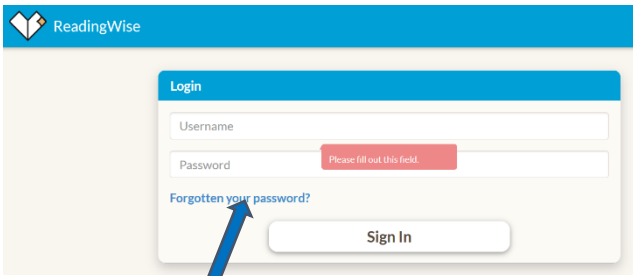 ReadingWise
Login
Username
Please fill out this field.
Password
Forgotten your password?
Sign In